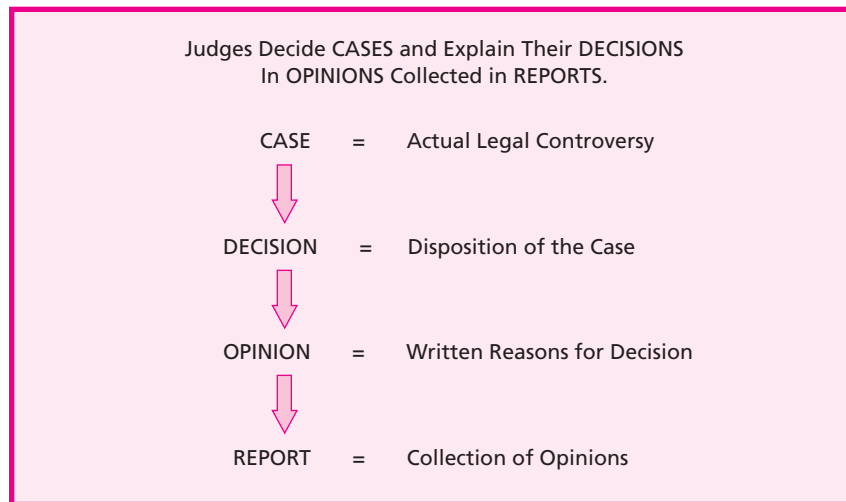 Judges Decide CASES and Explain Their DECISIONS
In OPINIONS Collected in REPORTS.
CASE = Actual Legal Controversy
DECISION = Disposition of the Case
OPINION = Written Reasons for Decision
REPORT = Collection of Opinions